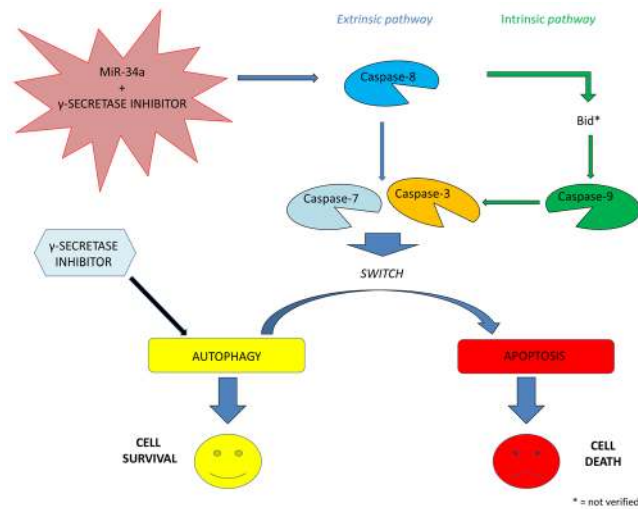 Extrinsic pathway
Intrinsic pathway
MiR-34a
+
γ-SECRETASE INHIBITOR
Caspase-8
Bid*
Caspase-7
Caspase-3
Caspase-9
γ-SECRETASE
INHIBITOR
SWITCH
AUTOPHAGY
APOPTOSIS
CELL
SURVIVAL
CELL
DEATH
* = not verified